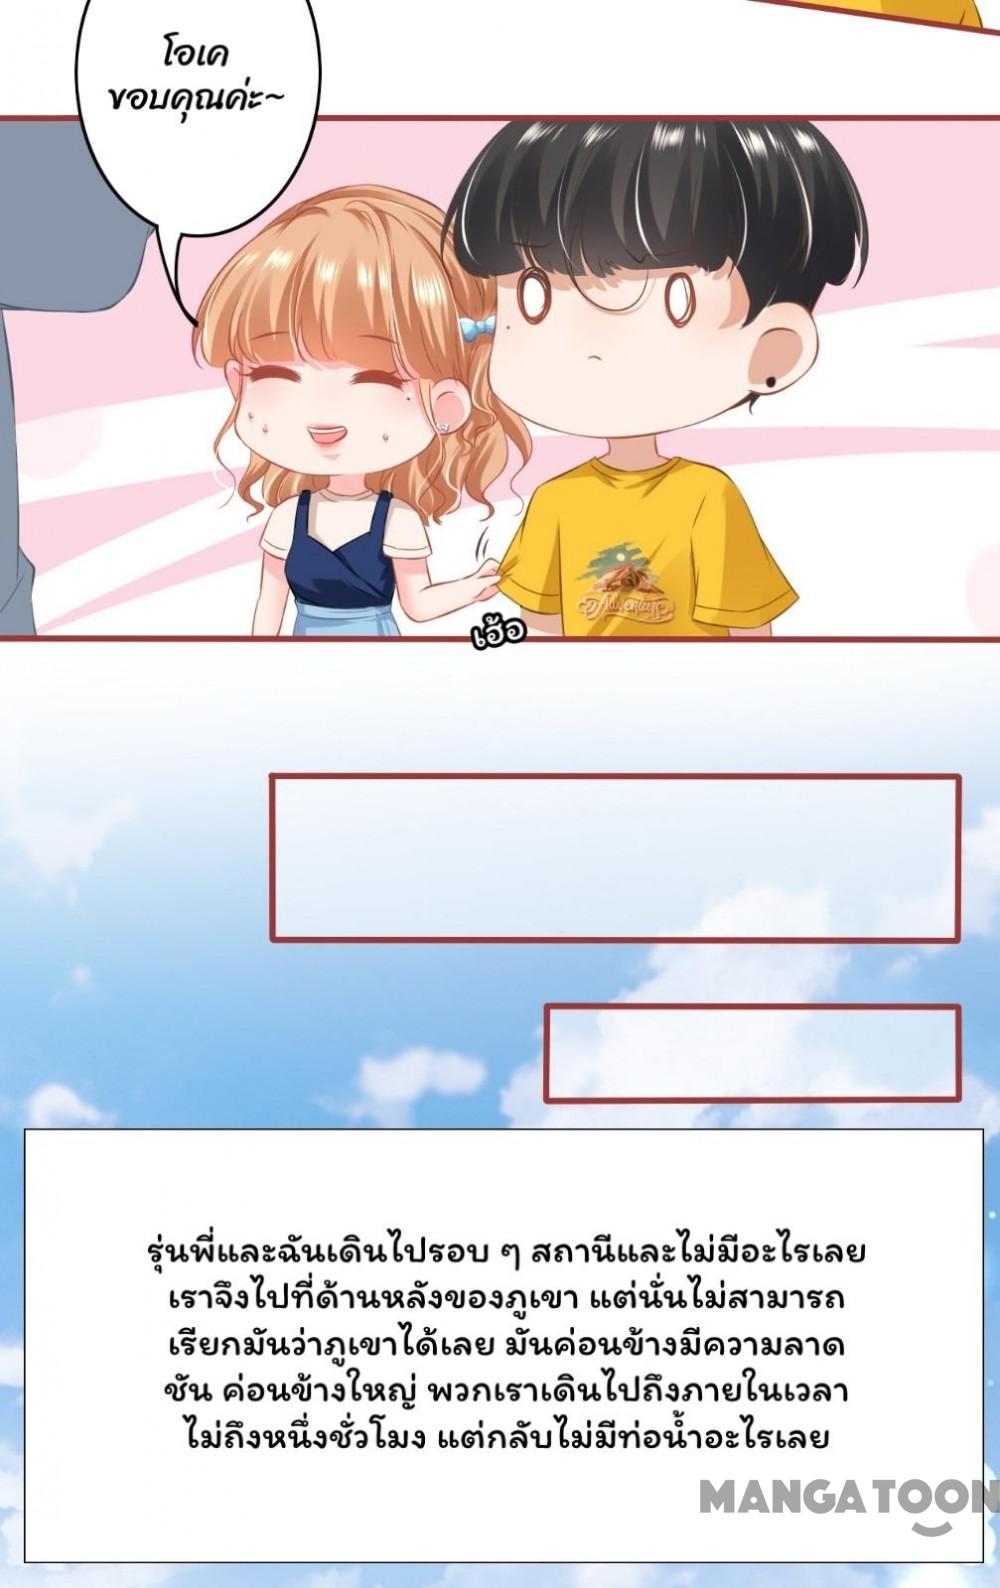 โอเค
ขอบคุณค่ะ~
Adventure
เฮ้อ
รุ่นพี่และฉันเดินไปรอบ ๆ สถานีและไม่มีอะไรเลย
เราจึงไปที่ด้านหลังของภูเขา แต่นั่นไม่สามารถ
เรียกมันว่าภูเขาได้เลย มันค่อนข้างมีความลาด
ชัน ค่อนข้างใหญ่ พวกเราเดินไปถึงภายในเวลา
ไม่ถึงหนึ่งชั่วโมง แต่กลับไม่มีท่อน้ำอะไรเลย
MANGATOON